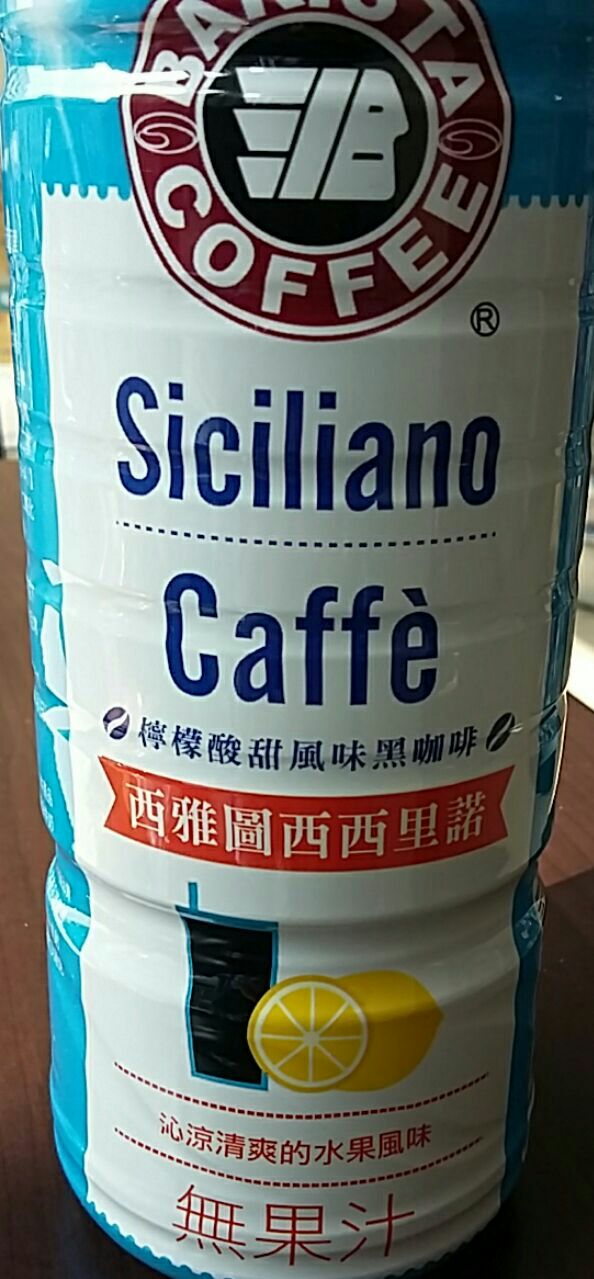 BARISTA
COFFEE
®
Siciliano
Caffè
檸檬酸甜風味黑咖啡
西雅圖西西里諾
沁涼清爽的水果風味
無果汁